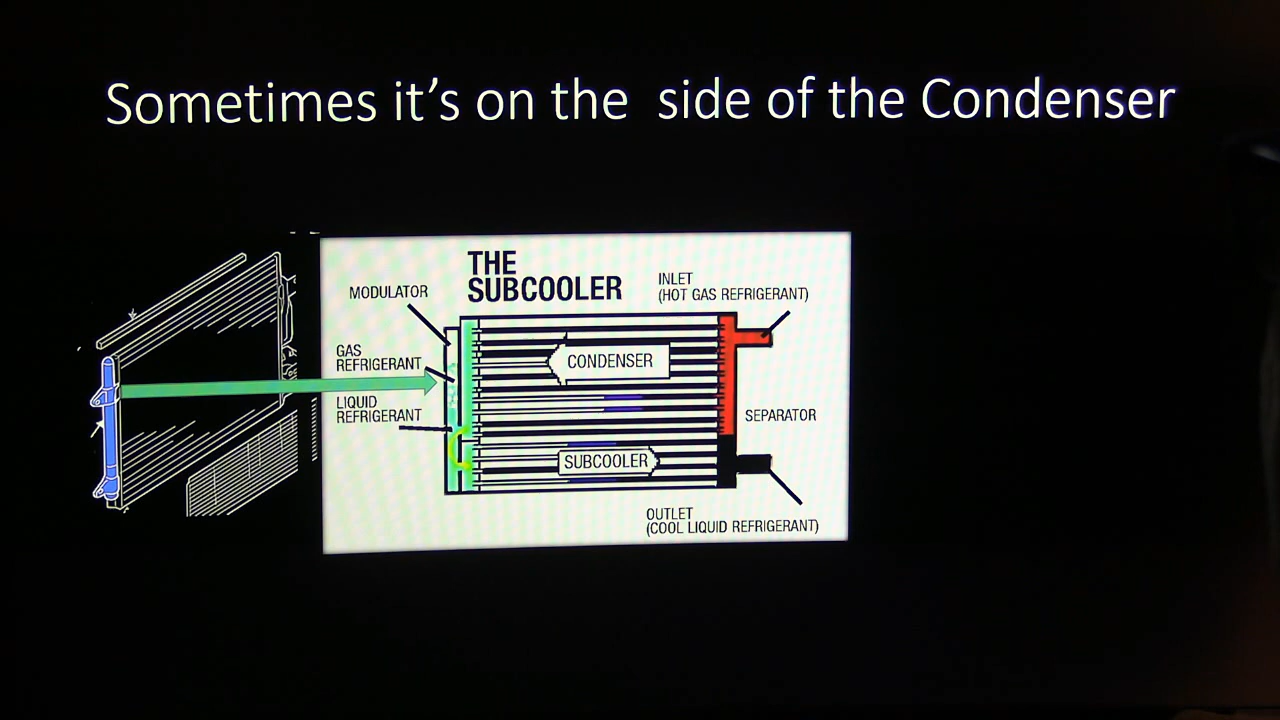 Sometimes it’s on the  side of the Condenser
THE
SUBCOOLER
MODULATOR
INLET
(HOT GAS REFRIGERANT)
GAS
REFRIGERANT
CONDENSER
LIQUID
REFRIGERANT
SEPARATOR
SUBCOOLER
OUTLET
(COOL LIQUID REFRIGERANT)